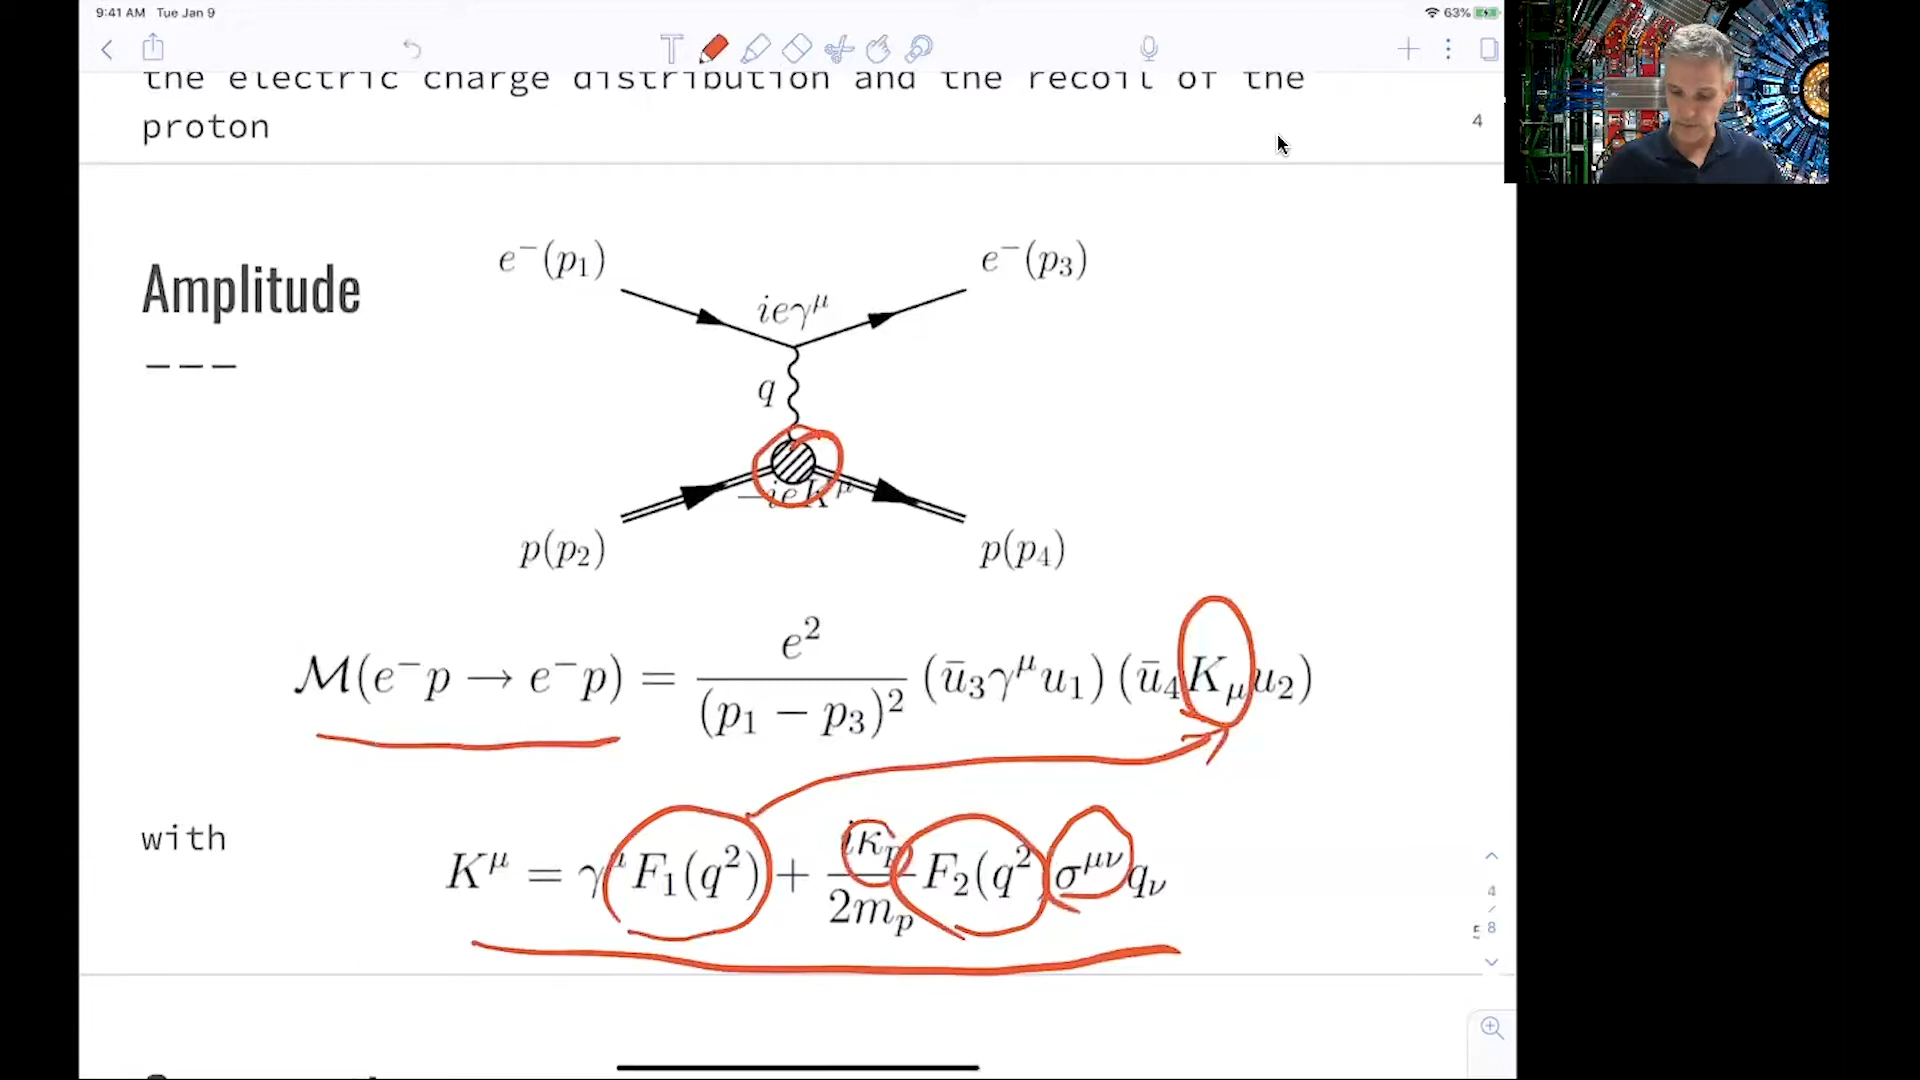 9:41 AM Tue Jan 9 63%
the electric charge distribution and the recoil of the
proton
4
Amplitude
---
e⁻(p₁) e⁻(p₃)
ieγ^μ
q
−ieK^μ
p(p₂) p(p₄)
M(e⁻p → e⁻p) = e² / (p₁ − p₃)² (ū₃γ^μu₁) (ū₄K_μu₂)
with
K^μ = γ^μ F₁(q²) + iκ_p / 2m_p F₂(q²) σ^{μν} q_ν
4 / 8
5